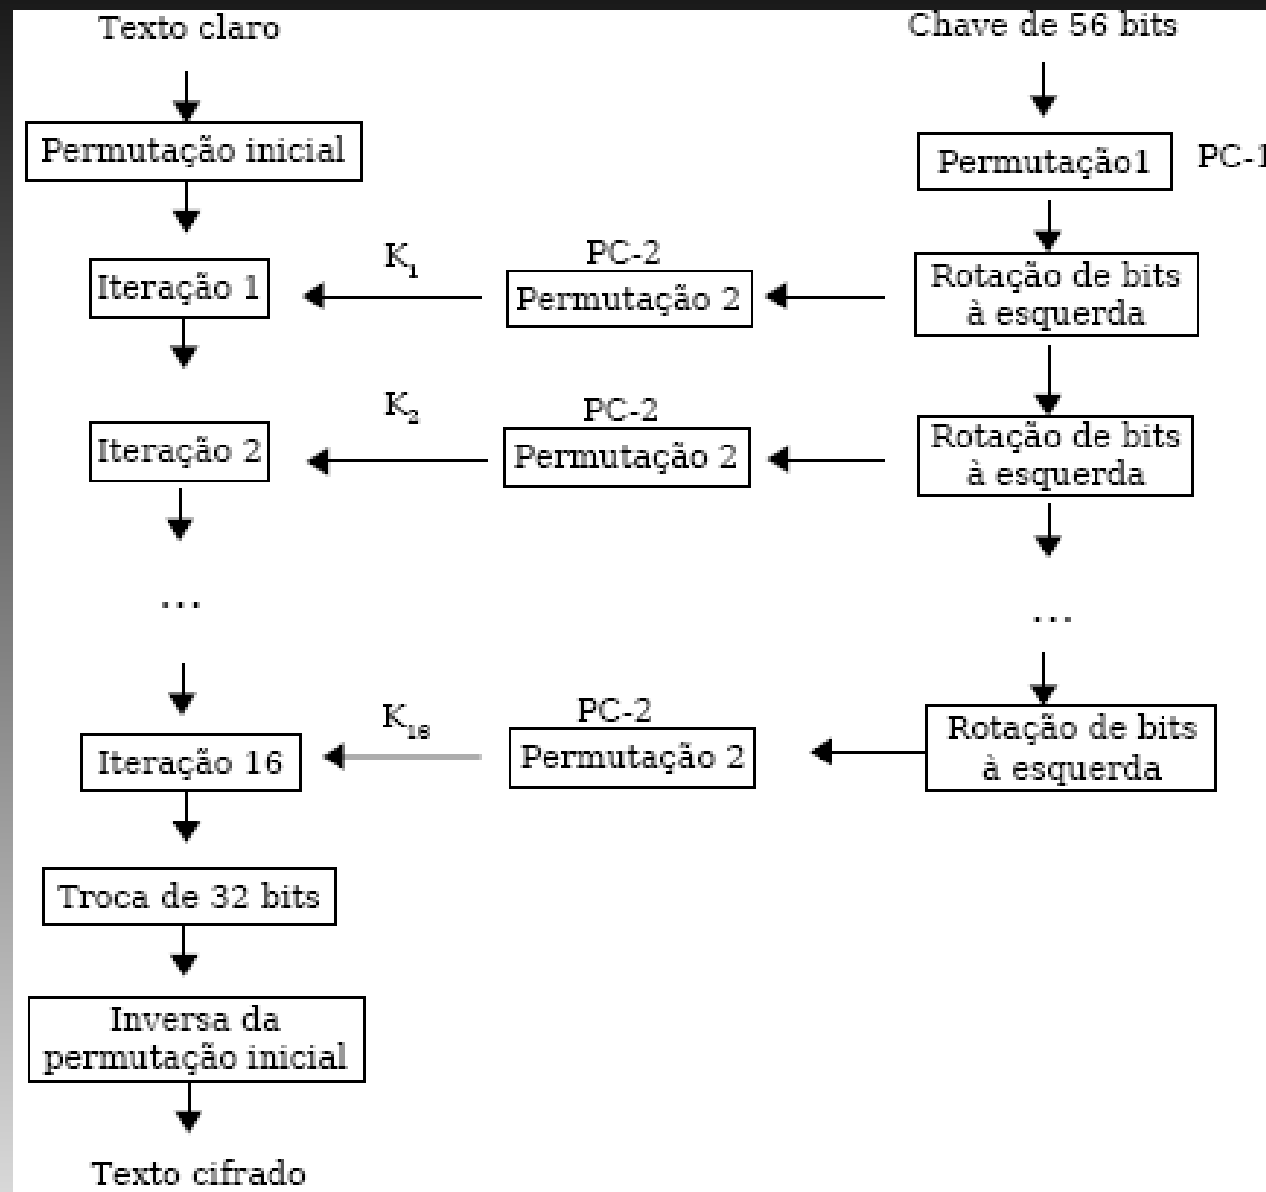 Texto claro
Chave de 56 bits
Permutação inicial
Permutação1
PC-1
Iteração 1
K1
PC-2
Permutação 2
Rotação de bits
à esquerda
Iteração 2
K2
PC-2
Permutação 2
Rotação de bits
à esquerda
...
...
Iteração 16
K16
PC-2
Permutação 2
Rotação de bits
à esquerda
Troca de 32 bits
Inversa da
permutação inicial
Texto cifrado